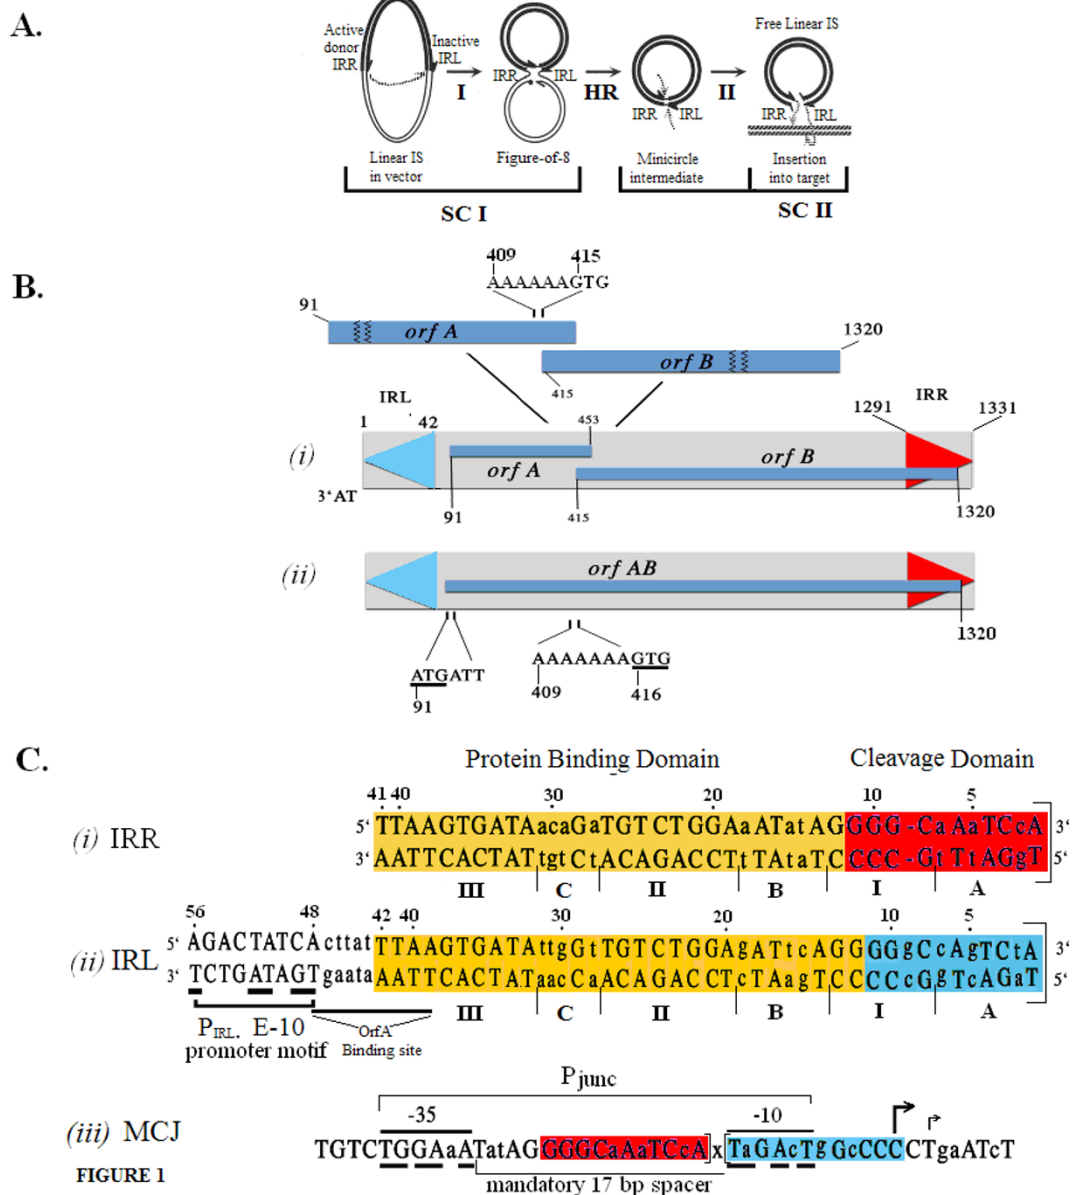 A.
Active
donor
IRR
Inactive
IRL
I
IRR
IRL
HR
IRR
IRL
II
Free Linear IS
IRR
IRL
Linear IS
in vector
Figure-of-8
Minicircle
intermediate
Insertion
into target
SC I
SC II
B.
409 415
AAAAAAGTG
91
orf A
1320
orf B
415
IRL
IRR
1 42
453
1291
1331
(i)
orf A
orf B
3'AT
91
415
1320
(ii)
orf AB
1320
ATGATT
91
AAAAAAAGTG
409
416
C.
Protein Binding Domain
Cleavage Domain
41 40 30 20 10 5
(i) IRR
5' TTAAGTGATAacaGaTGTCTGGAaATatAGGGG-CaAaTCcA 3'
3' AATTCACTATtgtCtACAGACCTtTAtaTCCCC-GtTtAGgT 5'
III C II B I A
56 48 42 40 30 20 10 5
(ii) IRL
5' AGACTATCActtatTTAAGTGATAttgGtTGTCTGGAgATtcAGGGGgCcAgTCtA 3'
3' TCTGATAGTgaataAATTCACTATaacCaACAGACCTcTAagTCCCCcGgTcAGaT 5'
III C II B I A
PIRL. E-10
promoter motif
OrfA
Binding site
Pjunc
-35 -10
(iii) MCJ
TGTCTGGAaATatAGGGGCaAaTCcAxTaGAcTgGcCCCCTgaATcT
FIGURE 1
mandatory 17 bp spacer